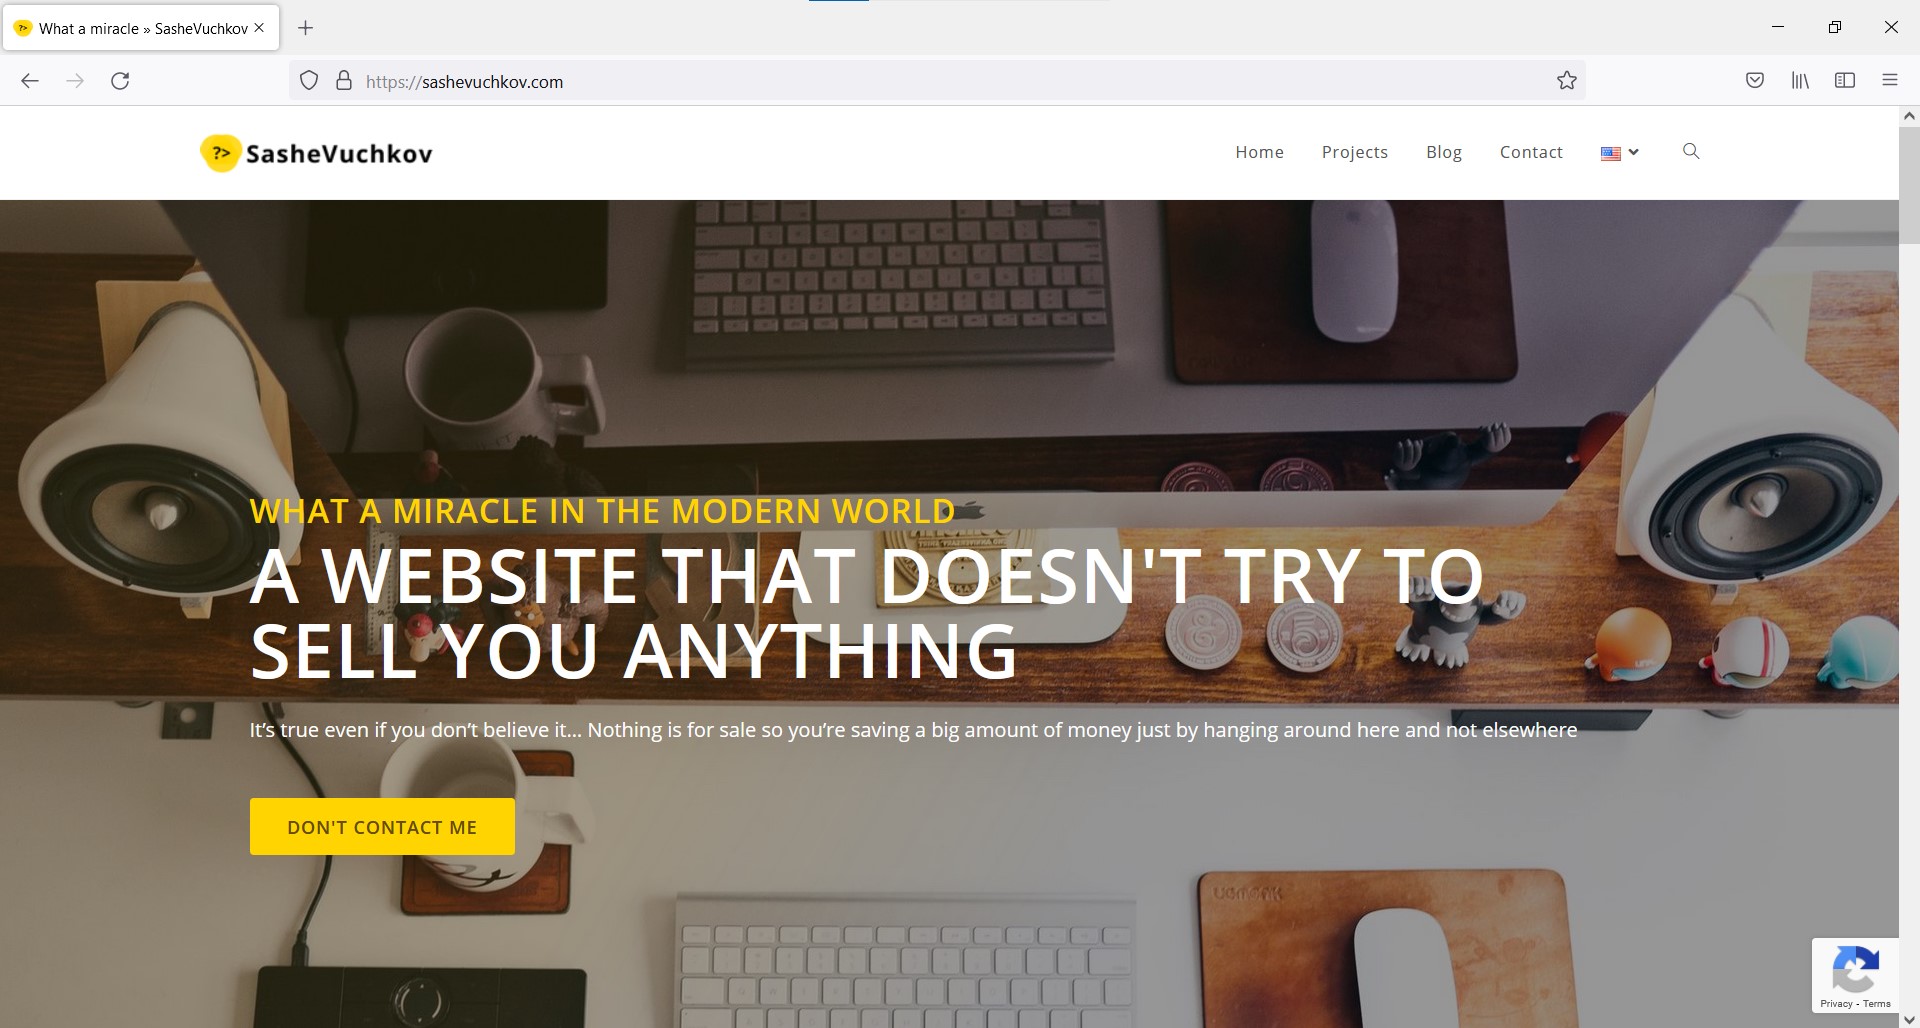 What a miracle » SasheVuchkov
https://sashevuchkov.com
?> SasheVuchkov
Home
Projects
Blog
Contact
WHAT A MIRACLE IN THE MODERN WORLD
A WEBSITE THAT DOESN'T TRY TO
SELL YOU ANYTHING
It’s true even if you don’t believe it... Nothing is for sale so you’re saving a big amount of money just by hanging around here and not elsewhere
DON'T CONTACT ME
UGMONK
Privacy - Terms